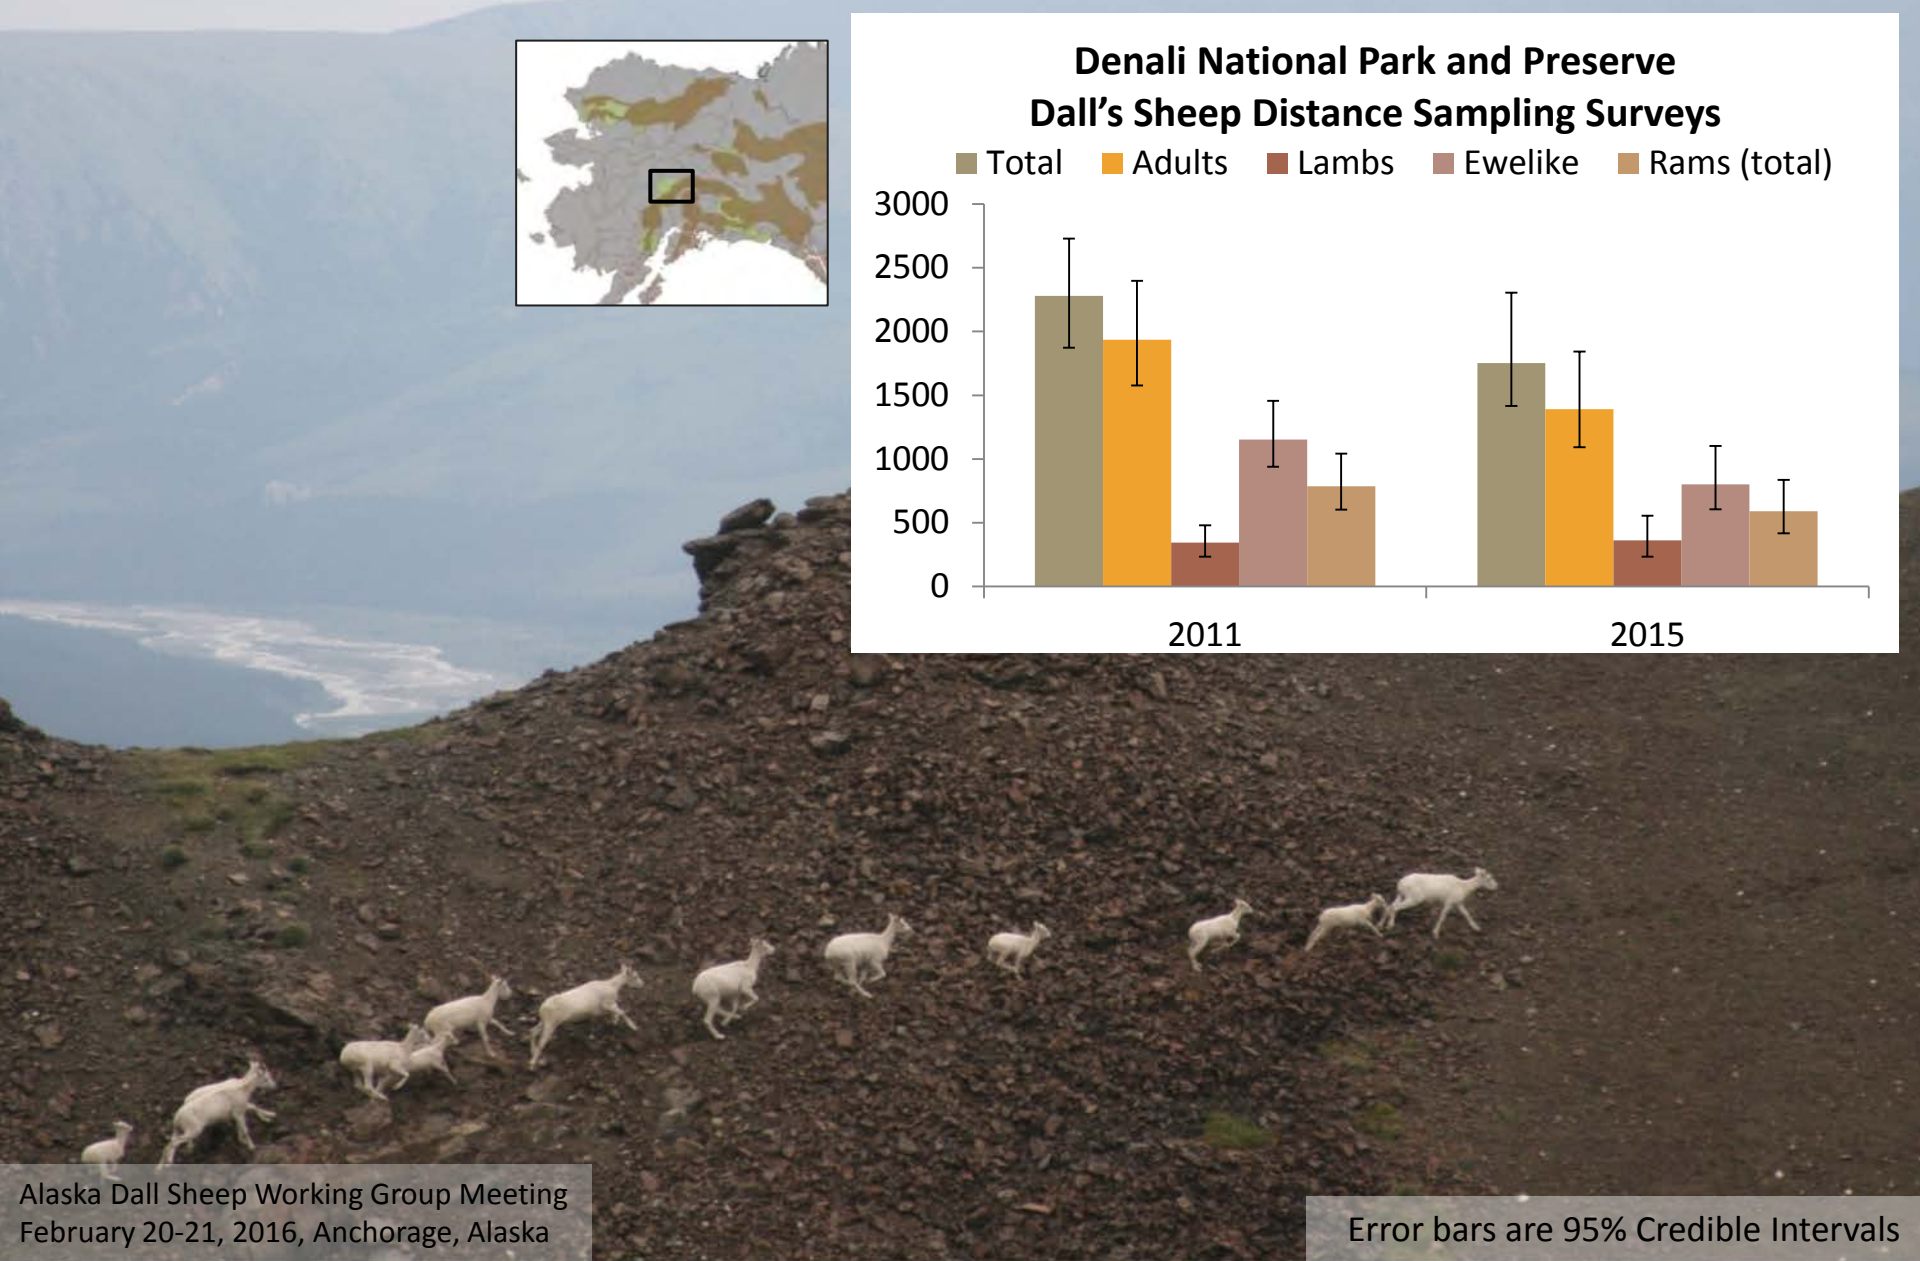 Denali National Park and Preserve
Dall's Sheep Distance Sampling Surveys
Total Adults Lambs Ewelike Rams (total)
3000
2500
2000
1500
1000
500
0
2011 2015
Alaska Dall Sheep Working Group Meeting
February 20-21, 2016, Anchorage, Alaska
Error bars are 95% Credible Intervals